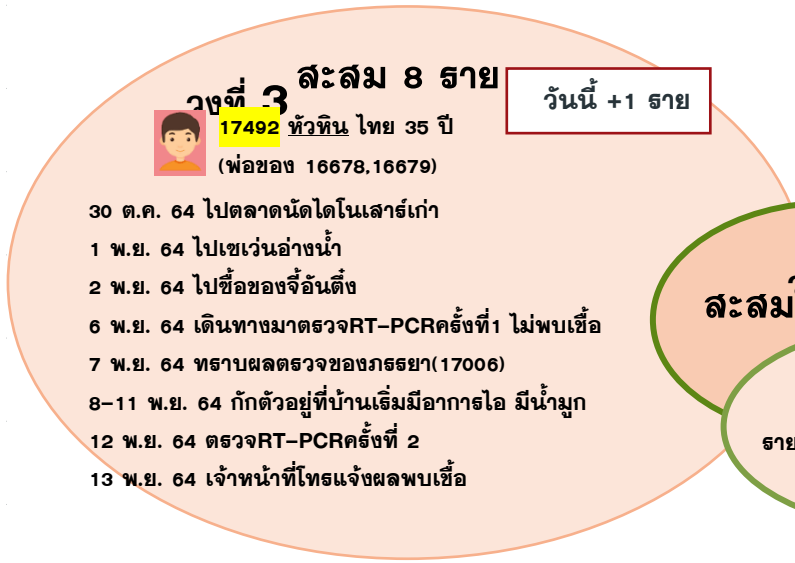 สะสม 8 ราย
วงที่ 3
วันนี้ +1 ราย
17492 หัวหิน ไทย 35 ปี
(พ่อของ 16678,16679)
30 ต.ค. 64 ไปตลาดนัดไดโนเสาร์เก่า
1 พ.ย. 64 ไปเซเว่นอ่างน้ำ
2 พ.ย. 64 ไปซื้อของจี้อันตึ๋ง
6 พ.ย. 64 เดินทางมาตรวจRT-PCRครั้งที่1 ไม่พบเชื้อ
7 พ.ย. 64 ทราบผลตรวจของภรรยา(17006)
8-11 พ.ย. 64 กักตัวอยู่ที่บ้านเริ่มมีอาการไอ มีน้ำมูก
12 พ.ย. 64 ตรวจRT-PCRครั้งที่ 2
13 พ.ย. 64 เจ้าหน้าที่โทรแจ้งผลพบเชื้อ
สะสม
ราย